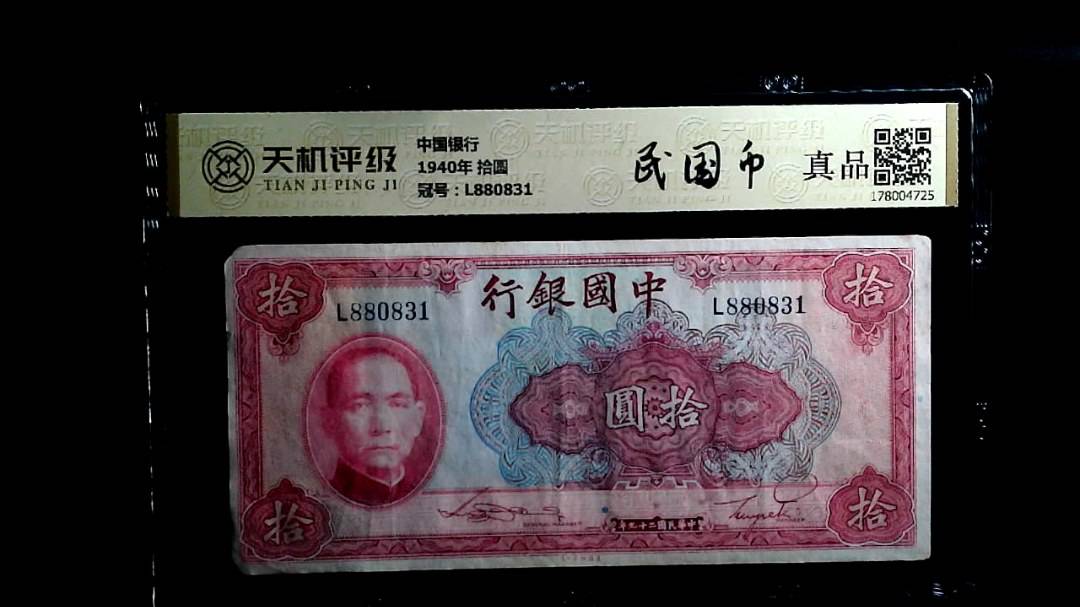 天机评级
TIAN JI PING JI
中国银行
1940年 拾圆
冠号：L880831
民国币
真品
178004725
拾
拾
行銀國中
L880831
L880831
圓拾
GENERAL MANAGER
年九十二國民華中
拾
拾